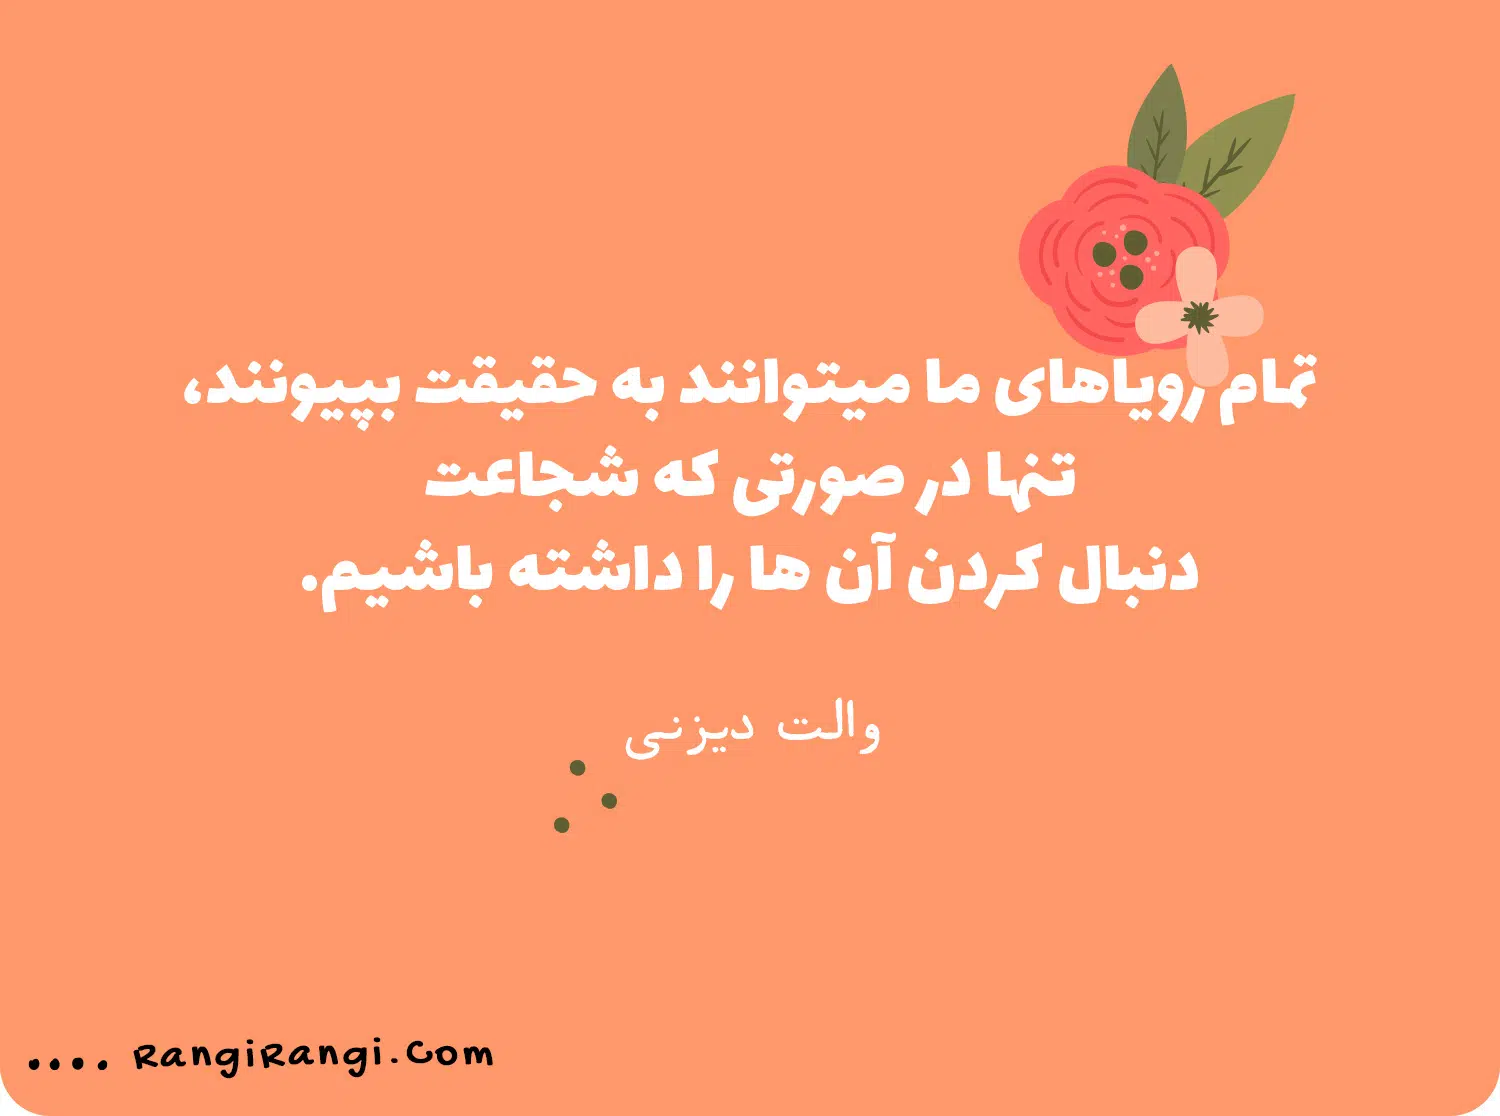 تمام رویاهای ما میتوانند به حقیقت بپیوندد،
تنها در صورتی که شجاعت
دنبال کردن آن ها را داشته باشیم.
والت دیزنی
.... RangiRangi.com